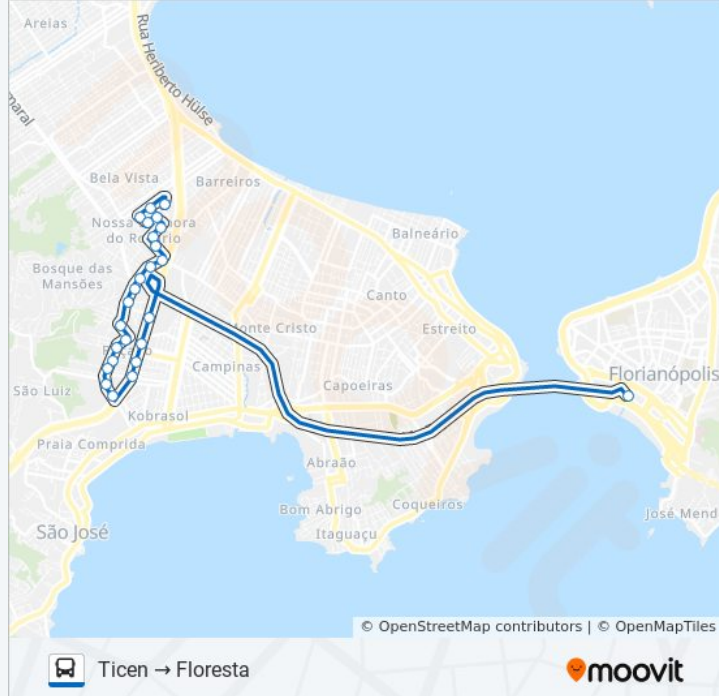 Areias
Rua Heriberto Hülse
maral
Bela Vista
Barreiros
Nossa
ora
do Ro
rio
Balneário
Bosque das
Mansões
Canto
onte Cristo
Estreito
Campinas
Florianópolis
São Luiz
Capoeiras
Kobrasol
Praia Comprida
Abraão
Coqueiros
Bom Abrigo
José Mend
São José
Itaguaçu
© OpenStreetMap contributors | © OpenMapTiles
Ticen → Floresta
moovit